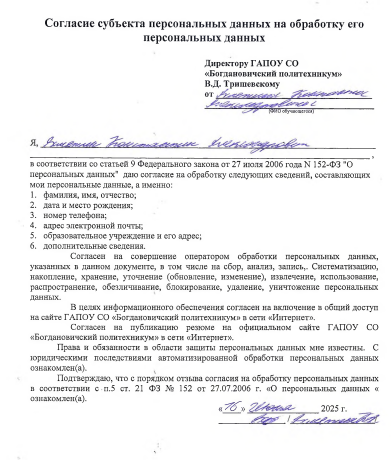 Согласие субъекта персональных данных на обработку его
персональных данных
Директору ГАПОУ СО
«Богдановичский политехникум»
В.Д. Тришевскому
от
(ФИО обучающегося)
Я,
в соответствии со статьей 9 Федерального закона от 27 июля 2006 года N 152-ФЗ "О
персональных данных" даю согласие на обработку следующих сведений, составляющих
мои персональные данные, а именно:
1. фамилия, имя, отчество;
2. дата и место рождения;
3. номер телефона;
4. адрес электронной почты;
5. образовательное учреждение и его адрес;
6. дополнительные сведения.
Согласен на совершение оператором обработки персональных данных,
указанных в данном документе, в том числе на сбор, анализ, запись,. Систематизацию,
накопление, хранение, уточнение (обновление, изменение), извлечение, использование,
распространение, обезличивание, блокирование, удаление, уничтожение персональных
данных.
В целях информационного обеспечения согласен на включение в общий доступ
на сайте ГАПОУ СО «Богдановичский политехникум» в сети «Интернет».
Согласен на публикацию резюме на официальном сайте ГАПОУ СО
«Богдановичский политехникум» в сети «Интернет».
Права и обязанности в области защиты персональных данных мне известны. С
юридическими последствиями автоматизированной обработки персональных данных
ознакомлен(а).
Подтверждаю, что с порядком отзыва согласия на обработку персональных данных
в соответствии с п.5 ст. 21 ФЗ № 152 от 27.07.2006 г. «О персональных данных «
ознакомлен(а).
«16» 2025 г.